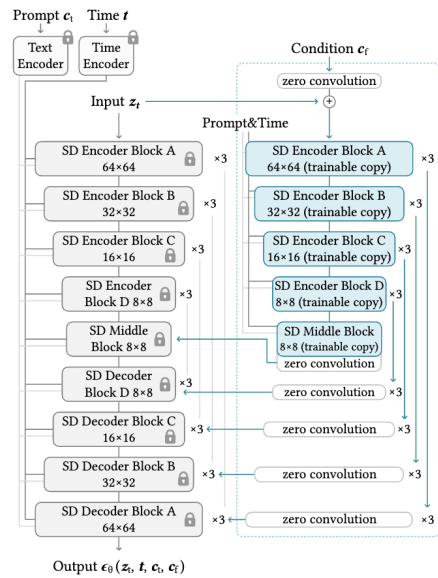 Prompt cₜ Time t
Text
Encoder
Time
Encoder
Condition c_f
zero convolution
Input zₜ
+
Prompt&Time
SD Encoder Block A
64×64
×3
SD Encoder Block A
64×64 (trainable copy)
×3
SD Encoder Block B
32×32
×3
SD Encoder Block B
32×32 (trainable copy)
×3
SD Encoder Block C
16×16
×3
SD Encoder Block C
16×16 (trainable copy)
×3
SD Encoder
Block D 8×8
×3
SD Encoder Block D
8×8 (trainable copy)
×3
SD Middle
Block 8×8
SD Middle Block
8×8 (trainable copy)
zero convolution
SD Decoder
Block D 8×8
×3
zero convolution
×3
SD Decoder Block C
16×16
×3
zero convolution
×3
SD Decoder Block B
32×32
×3
zero convolution
×3
SD Decoder Block A
64×64
×3
zero convolution
×3
Output ϵ_θ(zₜ, t, cₜ, c_f)